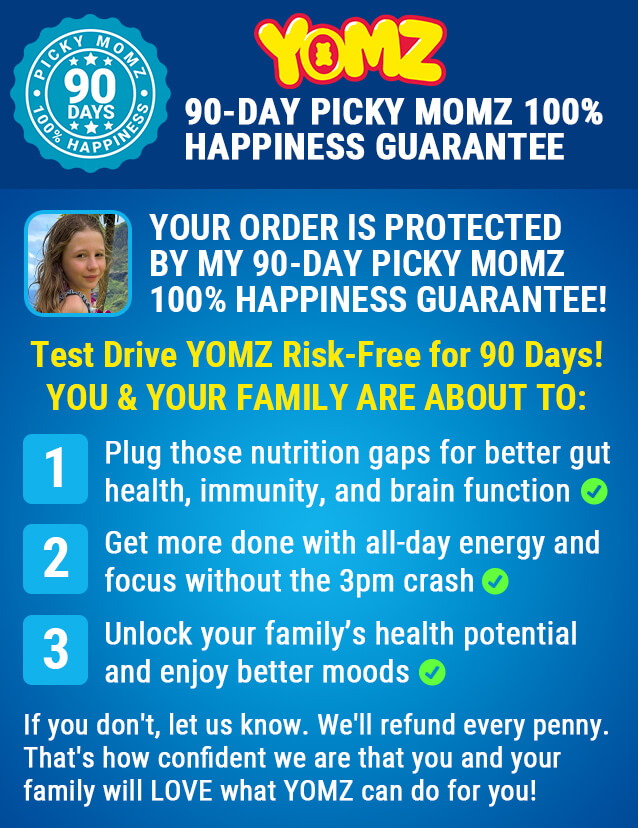 PICKY MOMZ
90
DAYS
100% HAPPINESS
YOMZ
90-DAY PICKY MOMZ 100%
HAPPINESS GUARANTEE
YOUR ORDER IS PROTECTED
BY MY 90-DAY PICKY MOMZ
100% HAPPINESS GUARANTEE!
Test Drive YOMZ Risk-Free for 90 Days!
YOU & YOUR FAMILY ARE ABOUT TO:
1
Plug those nutrition gaps for better gut
health, immunity, and brain function
2
Get more done with all-day energy and
focus without the 3pm crash
3
Unlock your family's health potential
and enjoy better moods
If you don't, let us know. We'll refund every penny.
That's how confident we are that you and your
family will LOVE what YOMZ can do for you!